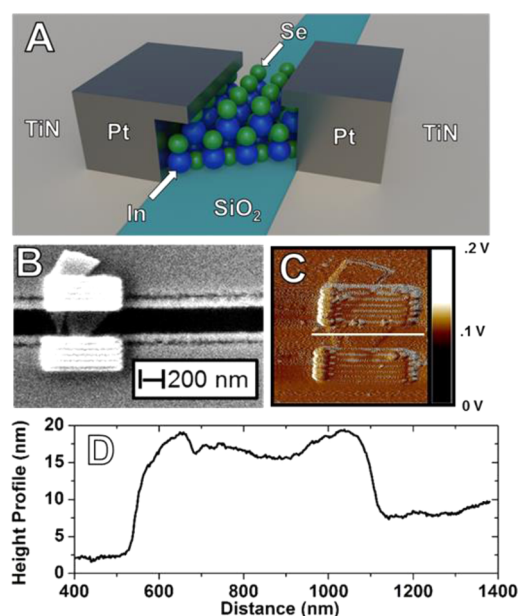 A
Se
TiN
Pt
Pt
TiN
In
SiO2
B
200 nm
C
.2 V
.1 V
0 V
D
Height Profile (nm)
20
15
10
5
0
400
600
800
1000
1200
1400
Distance (nm)